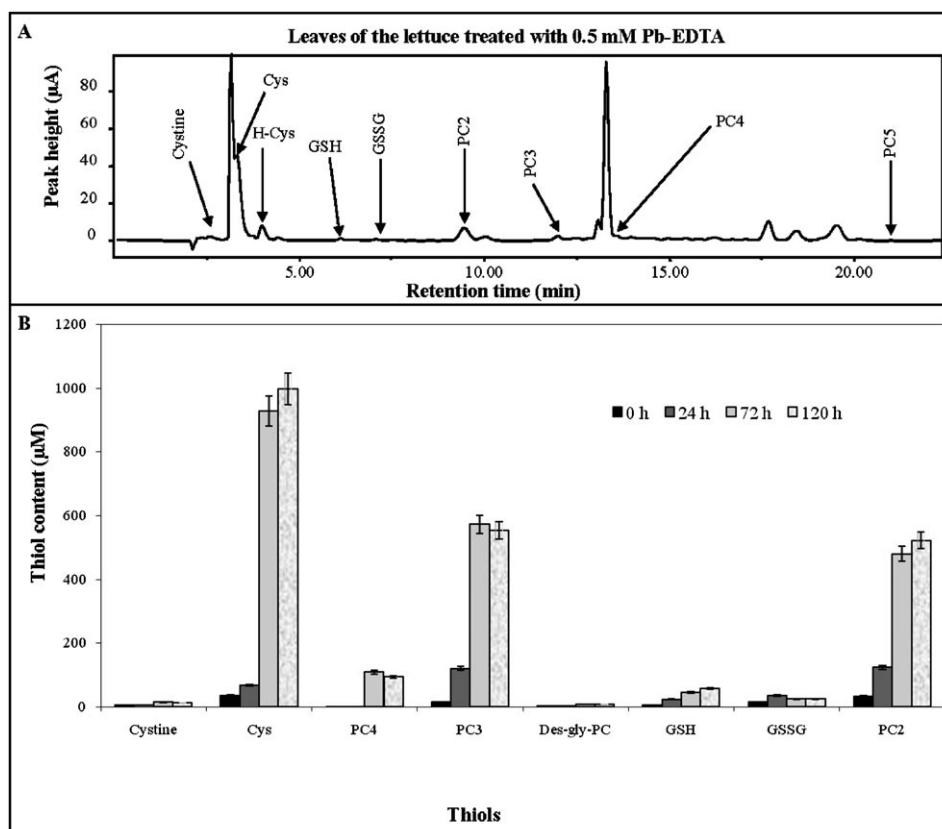 A
Leaves of the lettuce treated with 0.5 mM Pb-EDTA
Peak height (µA)
80
60
40
20
0
Cystine
Cys
H-Cys
GSH
GSSG
PC2
PC3
PC4
PC5
5.00 10.00 15.00 20.00
Retention time (min)
B
Thiol content (µM)
1200
1000
800
600
400
200
0
0 h 24 h 72 h 120 h
Cystine Cys PC4 PC3 Des-gly-PC GSH GSSG PC2
Thiols